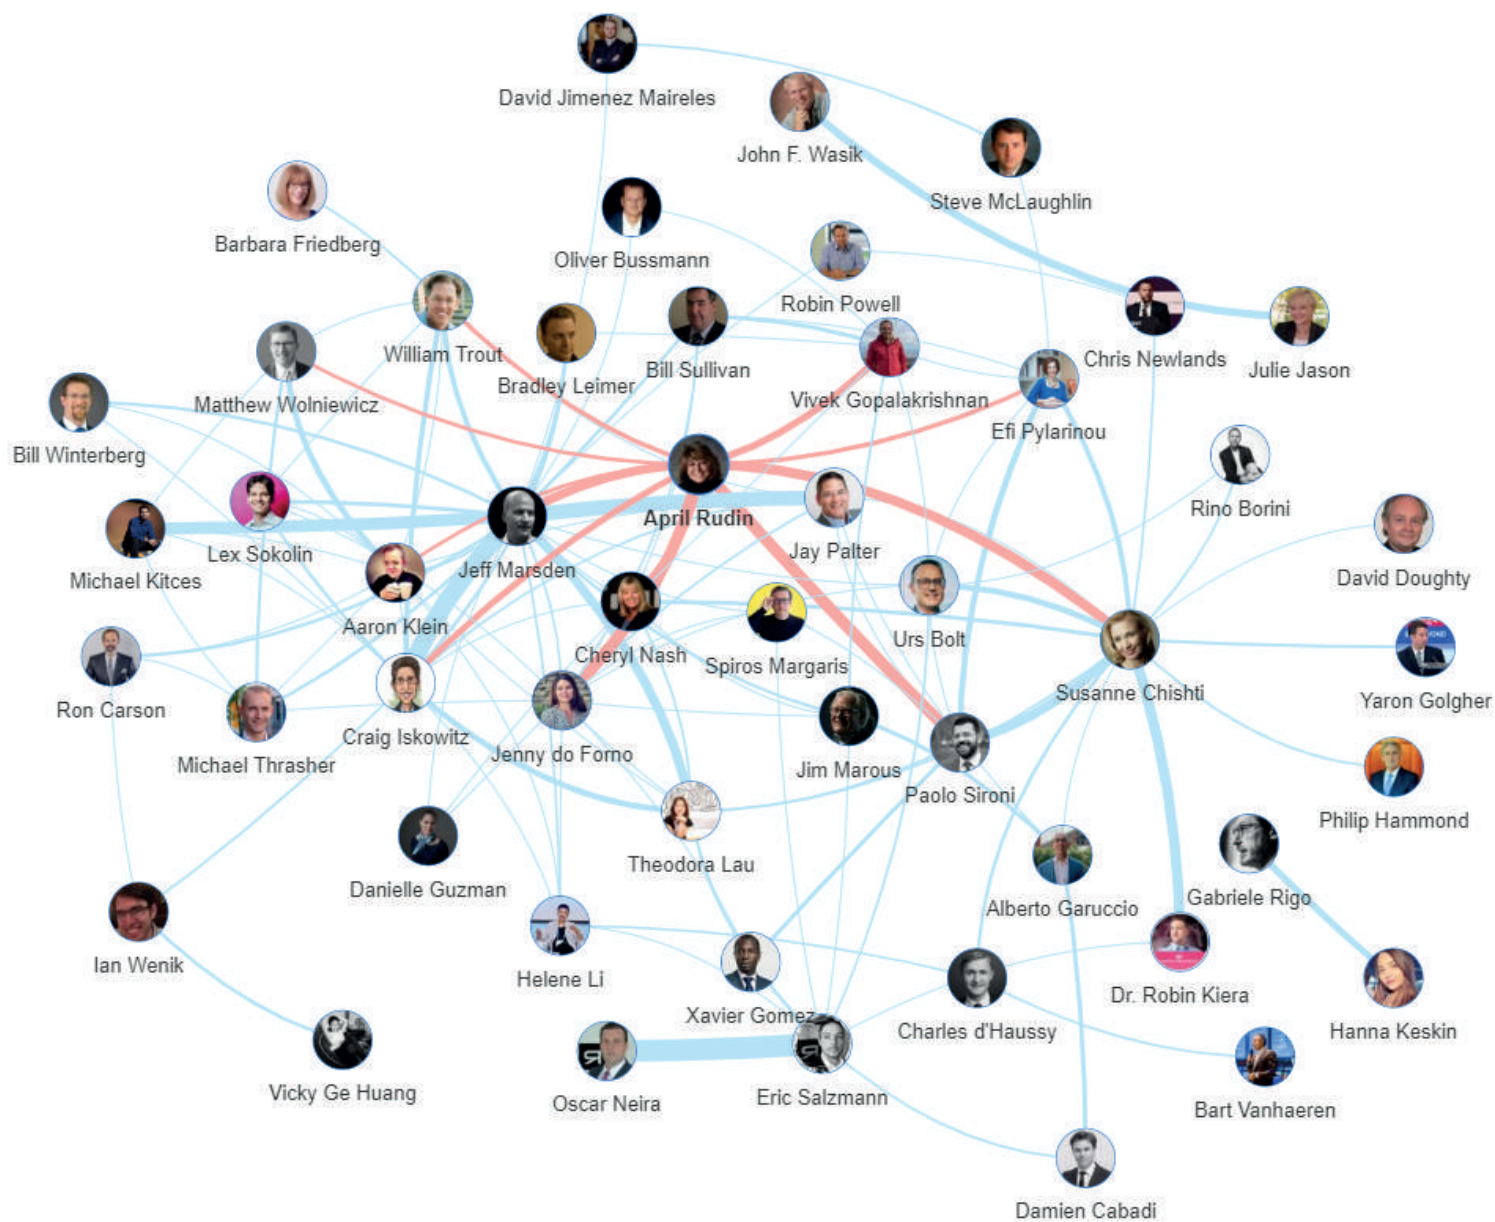 David Jimenez Maireles
John F. Wasik
Steve McLaughlin
Barbara Friedberg
Oliver Bussmann
Robin Powell
William Trout
Bradley Leimer
Bill Sullivan
Vivek Gopalakrishnan
Chris Newlands
Julie Jason
Matthew Wolniewicz
Efi Pylarinou
Bill Winterberg
April Rudin
Rino Borini
Lex Sokolin
Jeff Marsden
Jay Palter
Michael Kitces
David Doughty
Aaron Klein
Cheryl Nash
Spiros Margaris
Urs Bolt
Susanne Chishti
Yaron Golgher
Ron Carson
Craig Iskowitz
Michael Thrasher
Jenny do Forno
Jim Marous
Paolo Sironi
Philip Hammond
Theodora Lau
Danielle Guzman
Alberto Garuccio
Gabriele Rigo
Ian Wenik
Helene Li
Xavier Gomez
Charles d'Haussy
Dr. Robin Kiera
Hanna Keskin
Vicky Ge Huang
Oscar Neira
Eric Salzmann
Bart Vanhaeren
Damien Cabadi